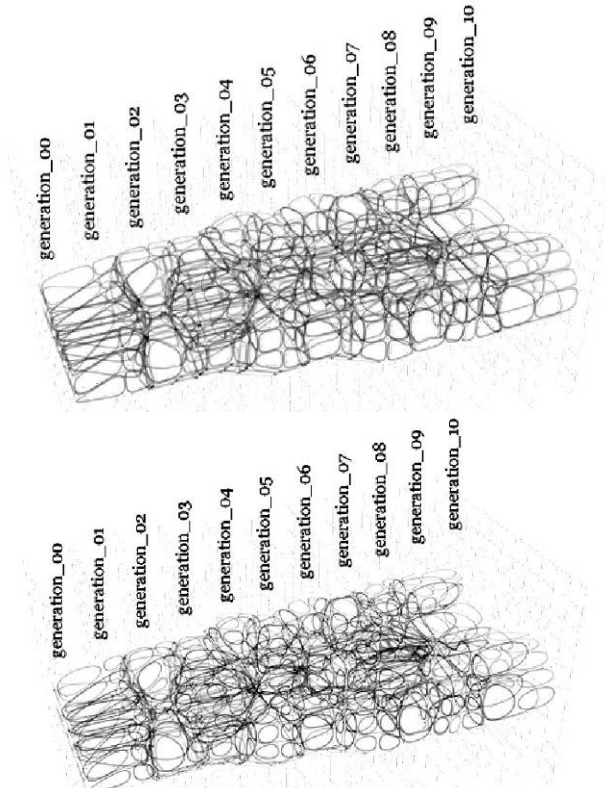 generation_00
generation_01
generation_02
generation_03
generation_04
generation_05
generation_06
generation_07
generation_08
generation_09
generation_10
generation_00
generation_01
generation_02
generation_03
generation_04
generation_05
generation_06
generation_07
generation_08
generation_09
generation_10